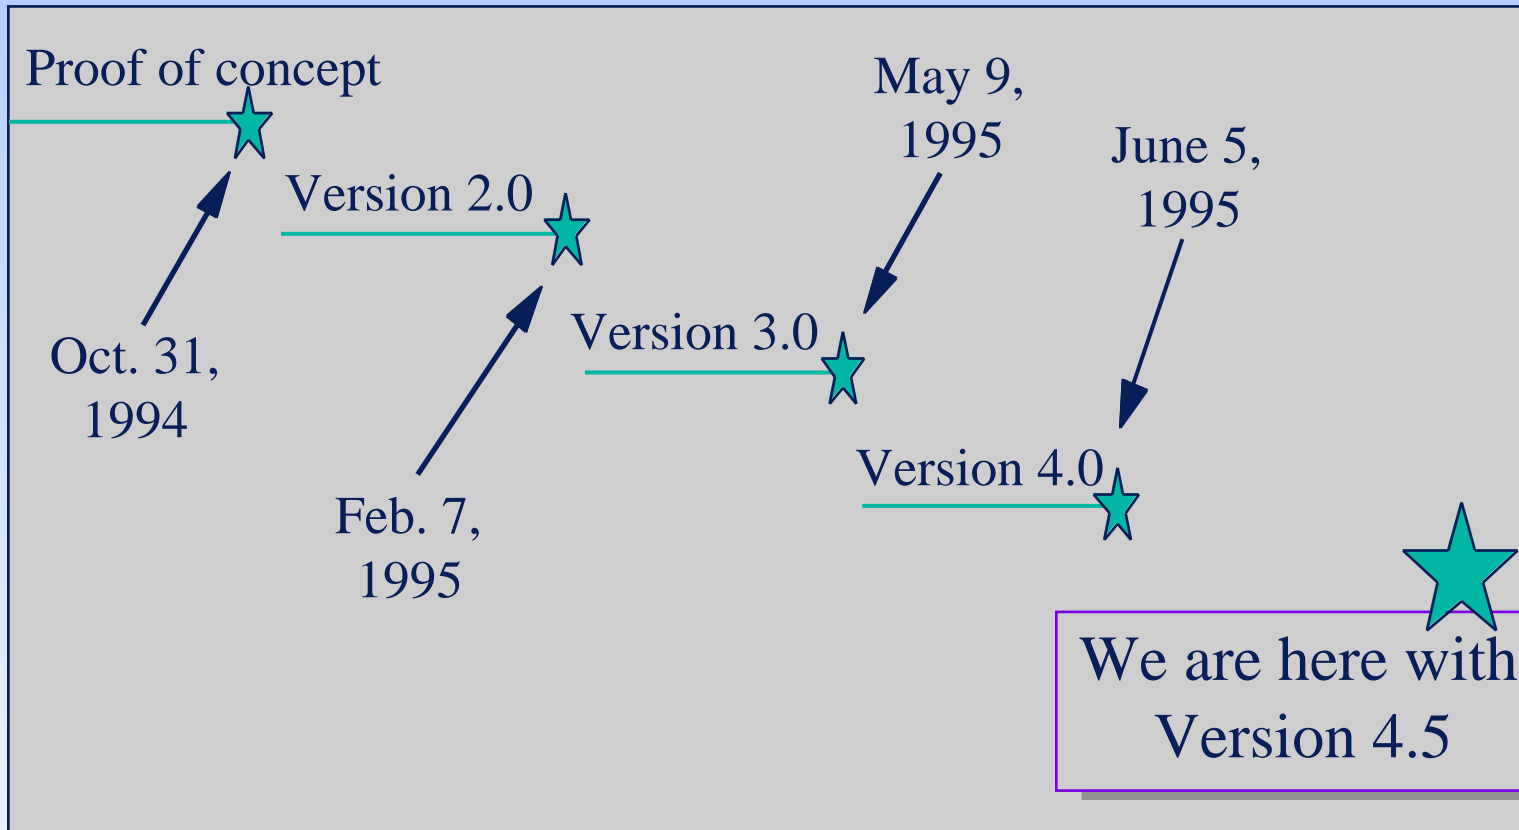 Proof of concept
Oct. 31,
1994
Version 2.0
Feb. 7,
1995
Version 3.0
May 9,
1995
Version 4.0
June 5,
1995
We are here with
Version 4.5